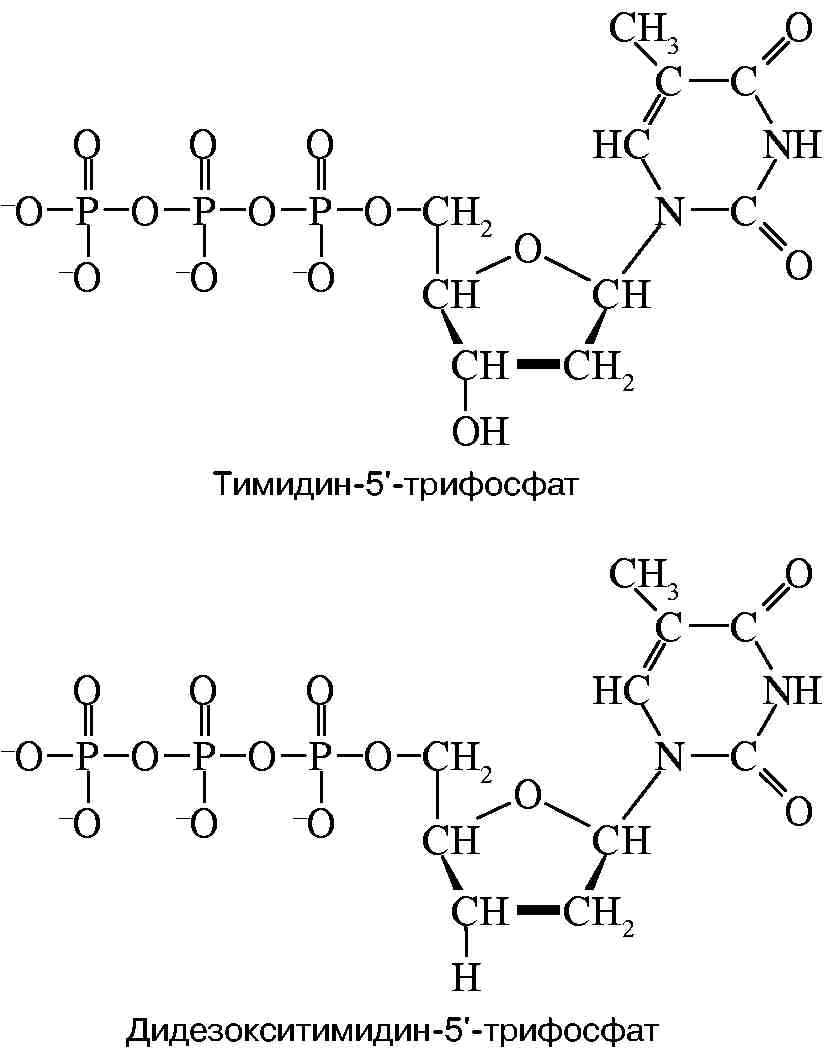 CH3 O
C C
O O O HC NH
–O P O P O P O CH2 N C
–O –O –O O O
CH CH
CH CH2
OH
Тимидин-5'-трифосфат
CH3 O
C C
O O O HC NH
–O P O P O P O CH2 N C
–O –O –O O O
CH CH
CH CH2
H
Дидезокситимидин-5'-трифосфат